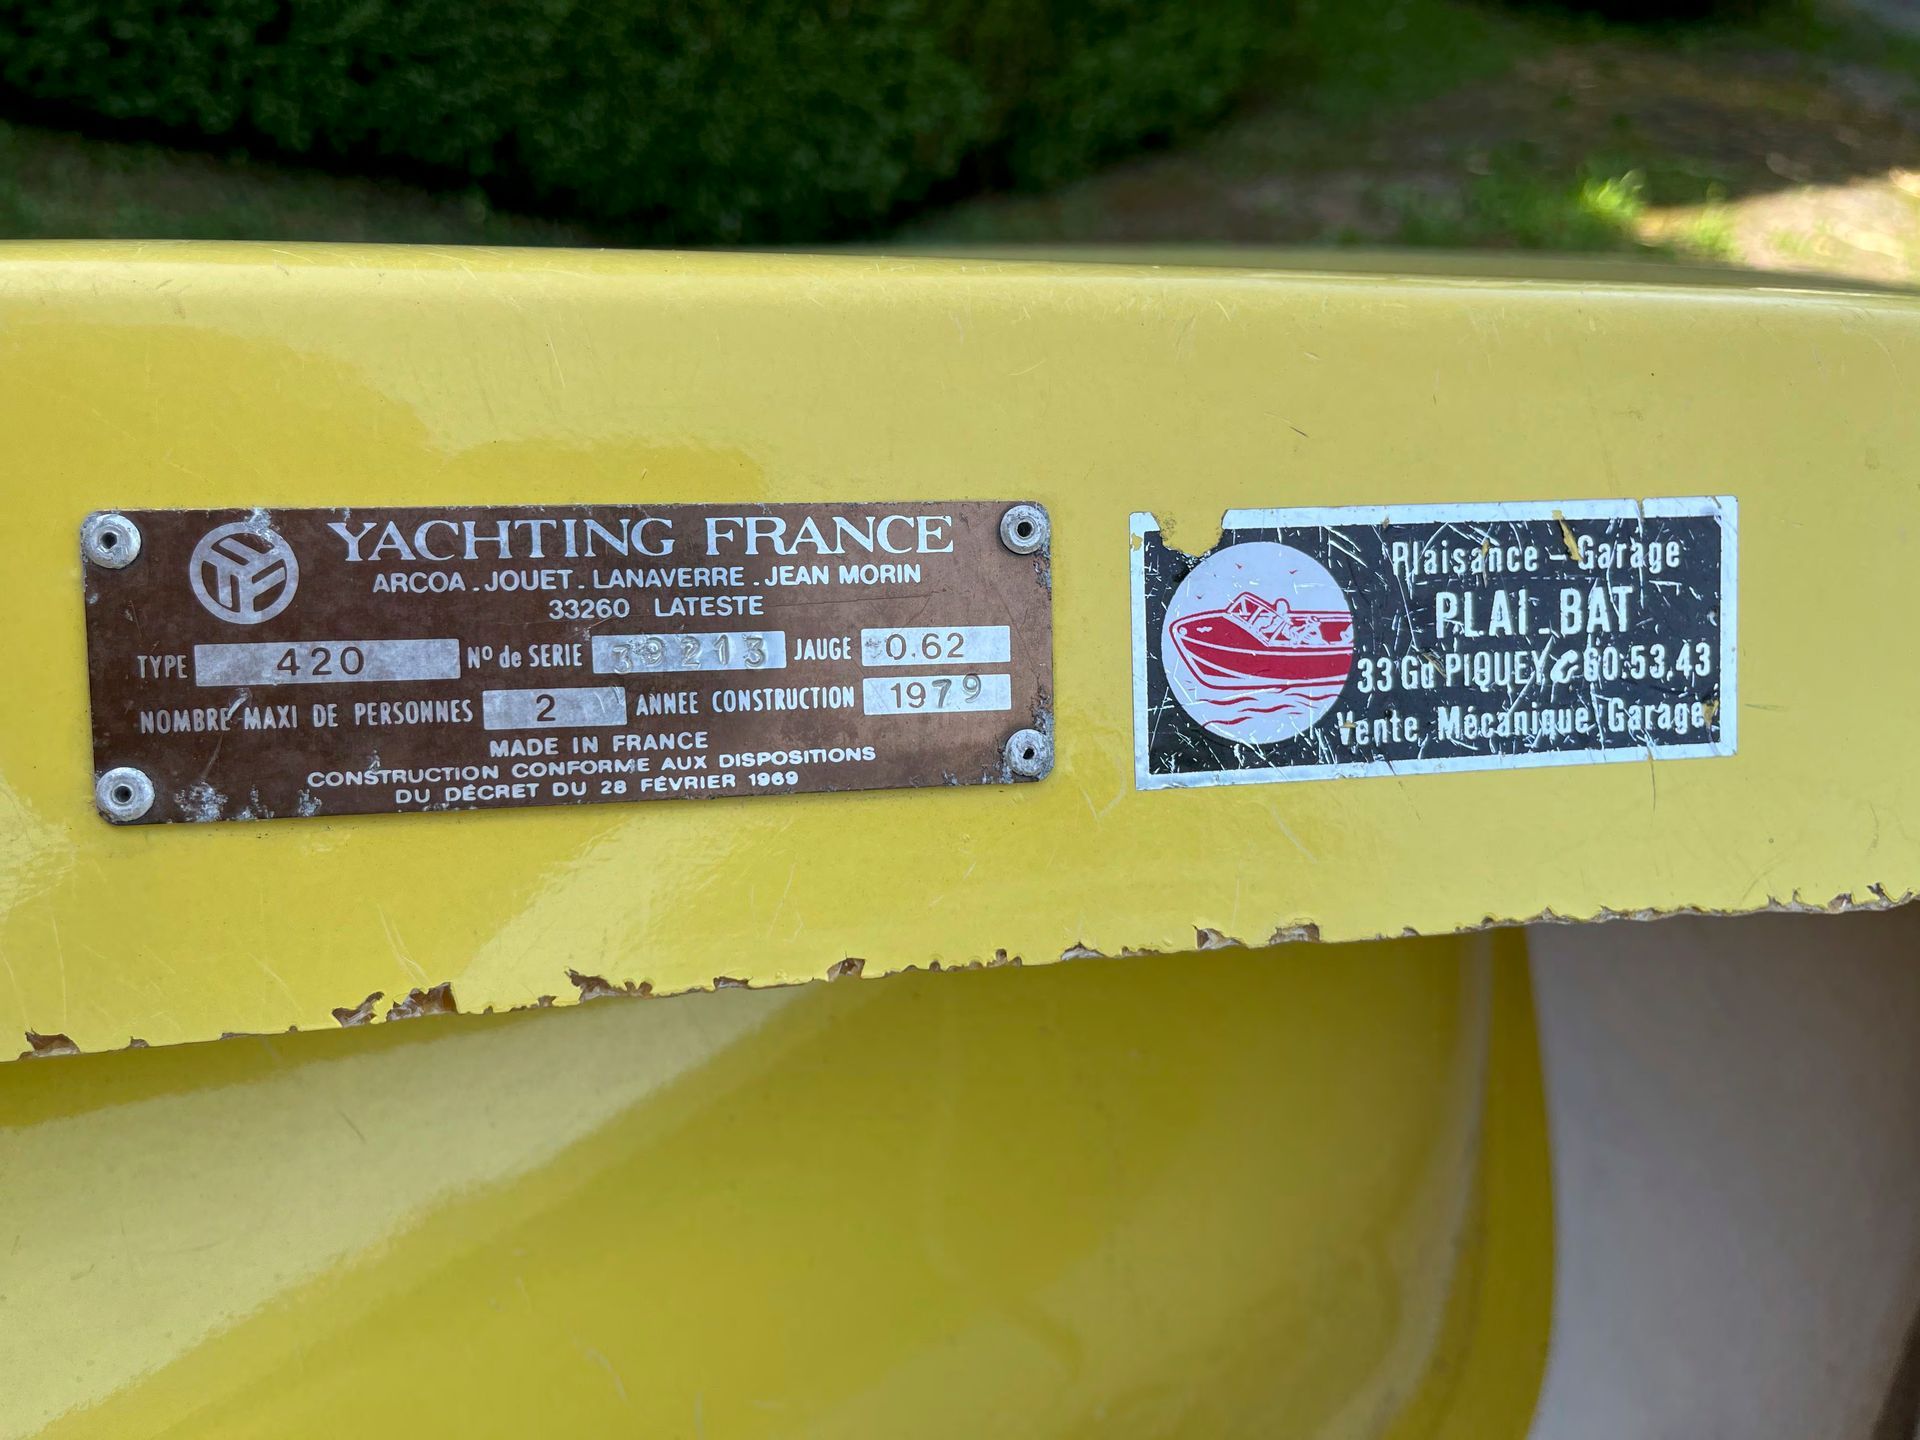 YACHTING FRANCE
ARCOA - JOUET - LANAVERRE - JEAN MORIN
33260 LATESTE
TYPE 420 No de SERIE 39213 JAUGE 0.62
NOMBRE MAXI DE PERSONNES 2 ANNEE CONSTRUCTION 1979
MADE IN FRANCE
CONSTRUCTION CONFORME AUX DISPOSITIONS
DU DÉCRET DU 28 FÉVRIER 1969
Plaisance - Garage
PLAI - BAT
33 Gd PIQUEY 60.53.43
Vente Mécanique Garage